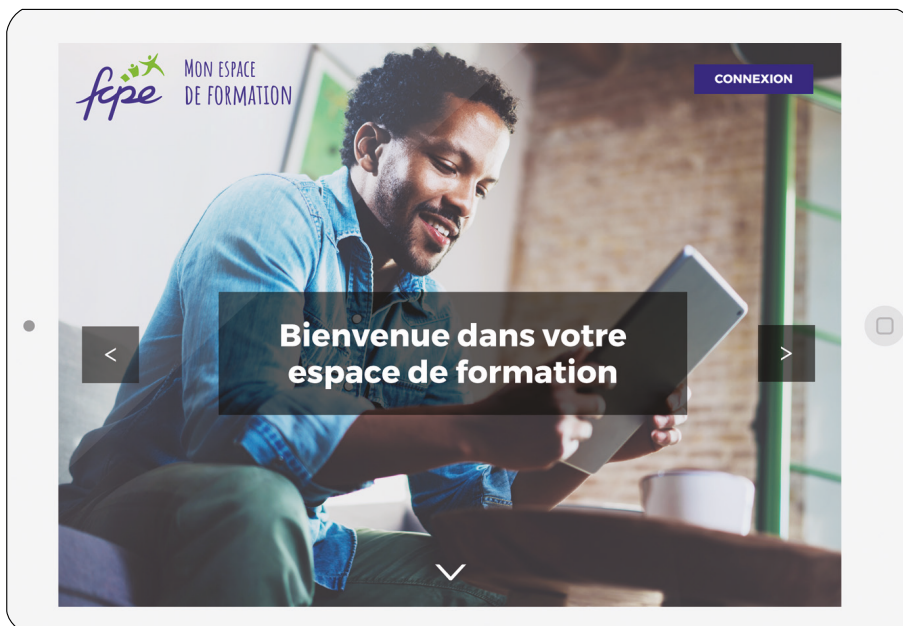 fcpe
MON ESPACE
DE FORMATION
CONNEXION
Bienvenue dans votre
espace de formation
<
>